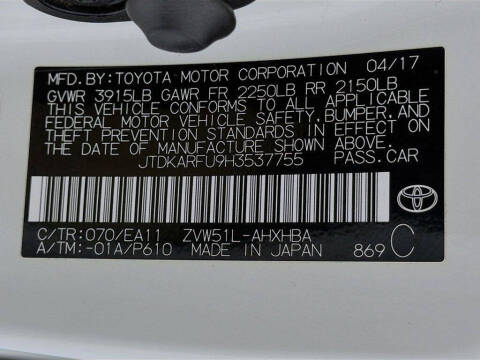 MFD.BY:TOYOTA MOTOR CORPORATION 04/17
GVWR 3915LB GAWR FR 2250LB RR 2150LB
THIS VEHICLE CONFORMS TO ALL APPLICABLE
FEDERAL MOTOR VEHICLE SAFETY,BUMPER,AND
THEFT PREVENTION STANDARDS IN EFFECT ON
THE DATE OF MANUFACTURE SHOWN ABOVE.
JTDKARFU9H3537755 PASS.CAR
C/TR:070/EA11 ZVW51L-AHXHBA
A/TM:-01A/P610 MADE IN JAPAN 869 C